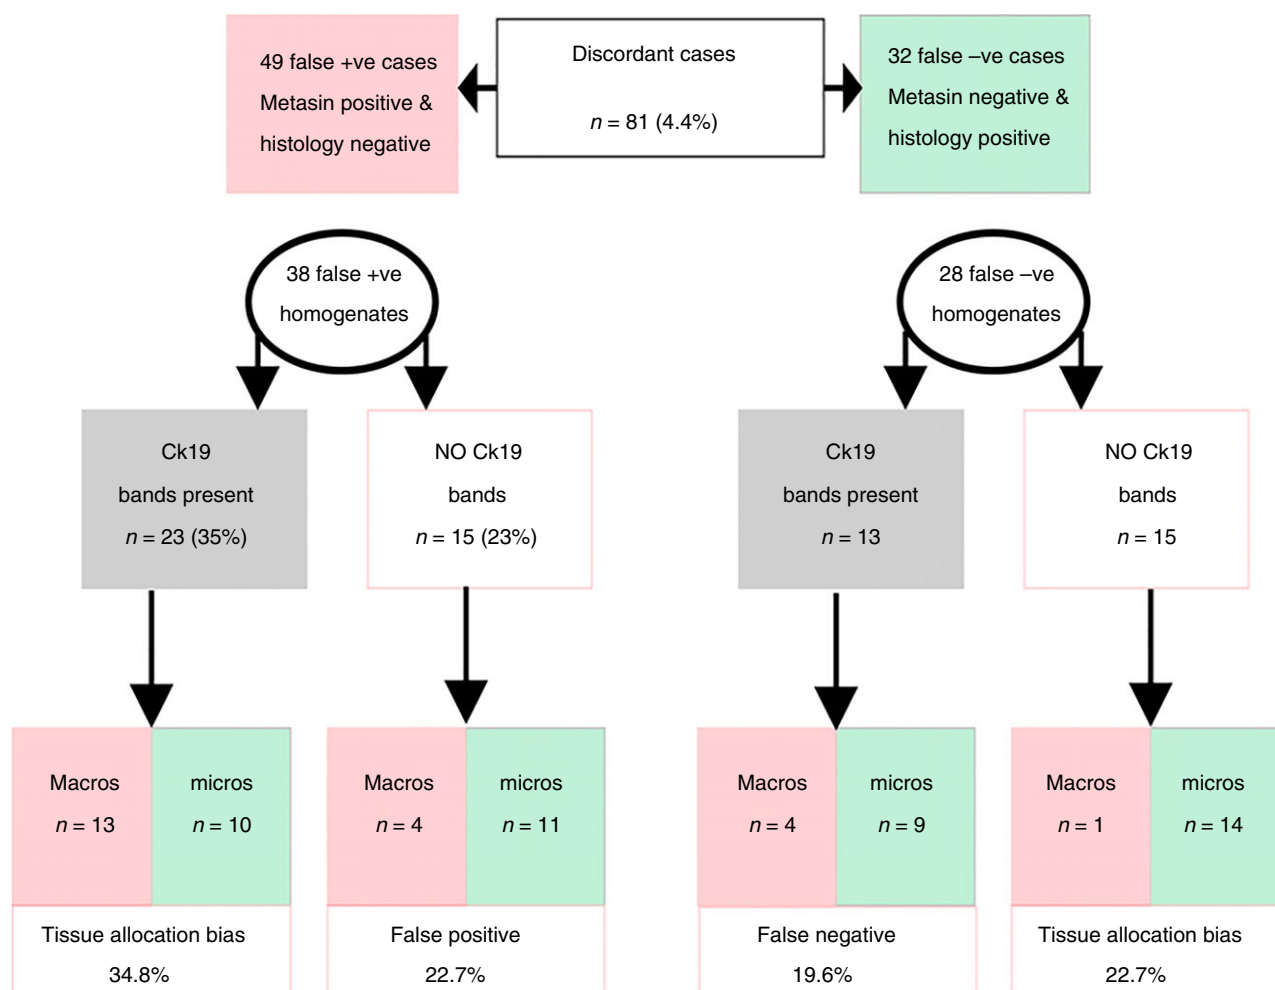 49 false +ve cases
Metasin positive &
histology negative
Discordant cases
n = 81 (4.4%)
32 false –ve cases
Metasin negative &
histology positive
38 false +ve
homogenates
28 false –ve
homogenates
Ck19
bands present
n = 23 (35%)
NO Ck19
bands
n = 15 (23%)
Ck19
bands present
n = 13
NO Ck19
bands
n = 15
Macros
n = 13
micros
n = 10
Macros
n = 4
micros
n = 11
Macros
n = 4
micros
n = 9
Macros
n = 1
micros
n = 14
Tissue allocation bias
34.8%
False positive
22.7%
False negative
19.6%
Tissue allocation bias
22.7%